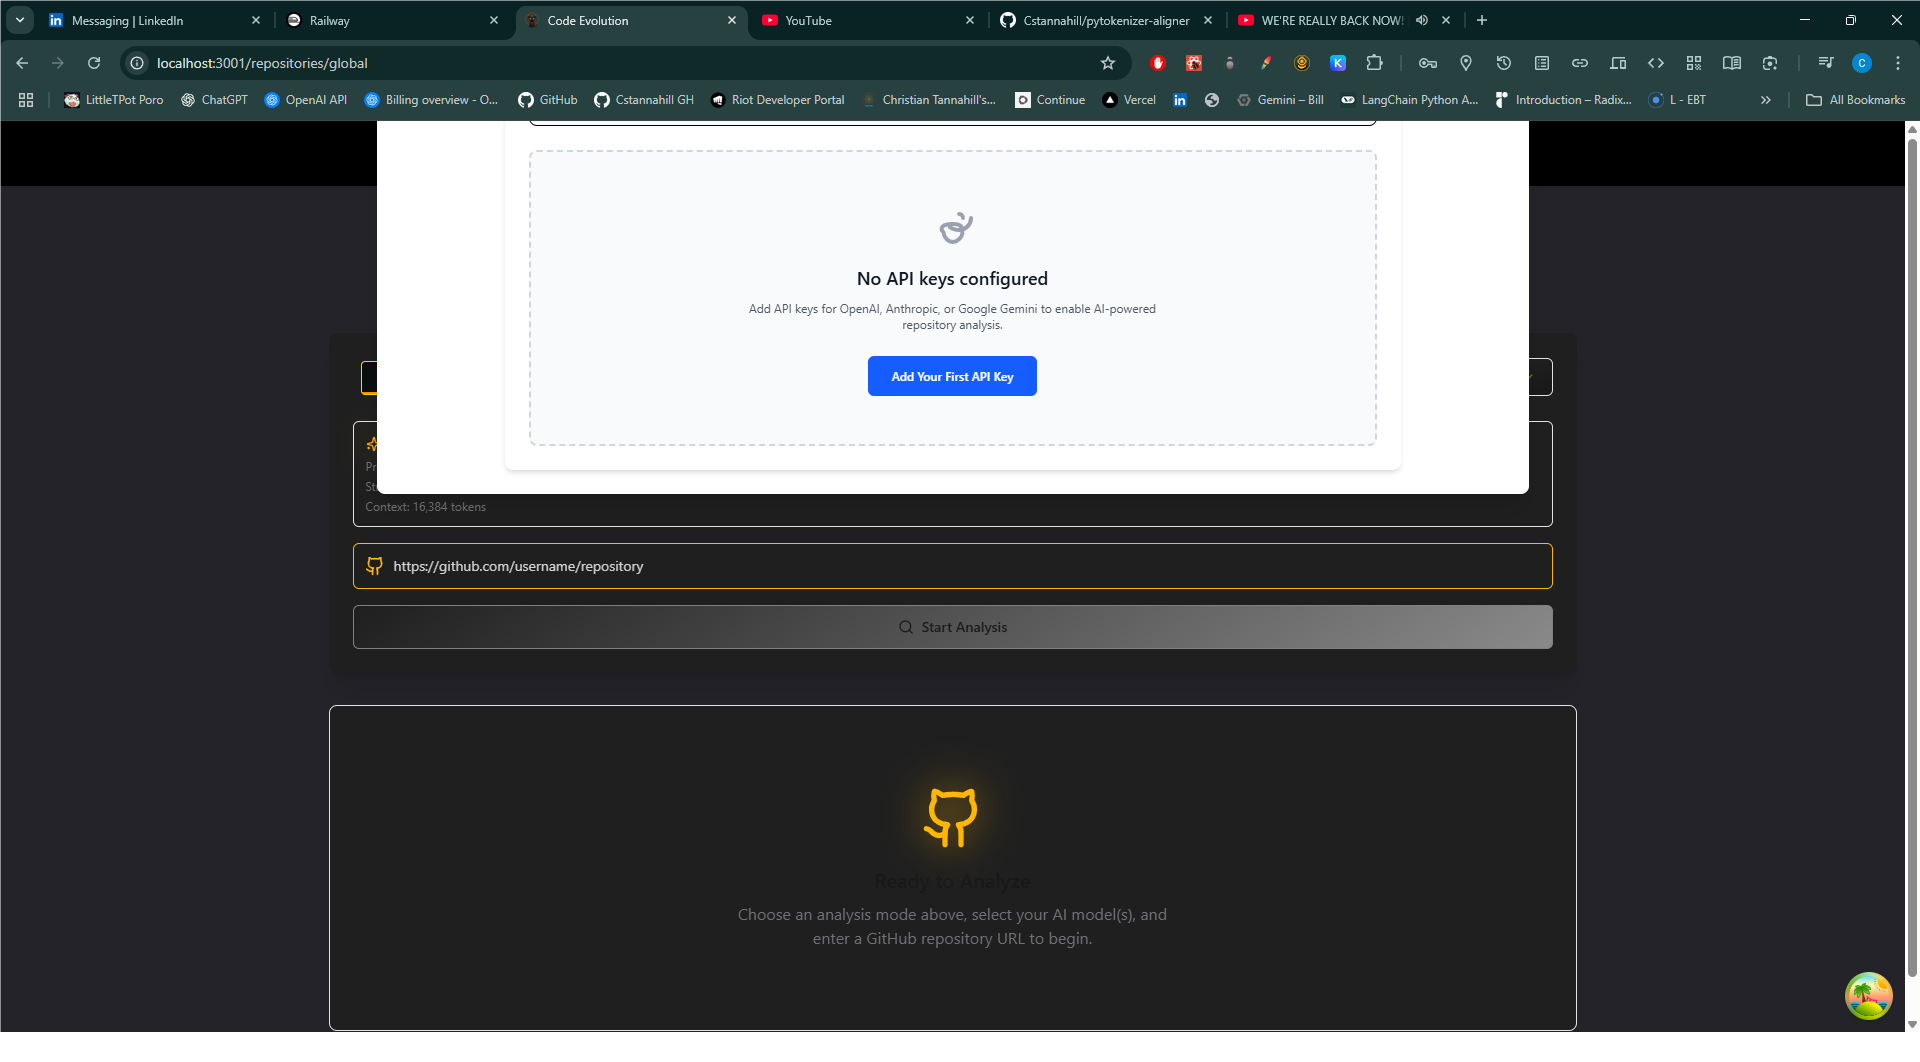 Messaging | LinkedIn
Railway
Code Evolution
YouTube
Cstannahill/pytokenizer-aligner
WE'RE REALLY BACK NOW!
localhost:3001/repositories/global
C
LittleTPot Poro
ChatGPT
OpenAI API
Billing overview - O...
GitHub
Cstannahill GH
Riot Developer Portal
Christian Tannahill's...
Continue
Vercel
Gemini – Bill
LangChain Python A...
Introduction – Radix...
L - EBT
All Bookmarks
No API keys configured
Add API keys for OpenAI, Anthropic, or Google Gemini to enable AI-powered
repository analysis.
Add Your First API Key
Pr
St
Context: 16,384 tokens
https://github.com/username/repository
Start Analysis
Ready to Analyze
Choose an analysis mode above, select your AI model(s), and
enter a GitHub repository URL to begin.